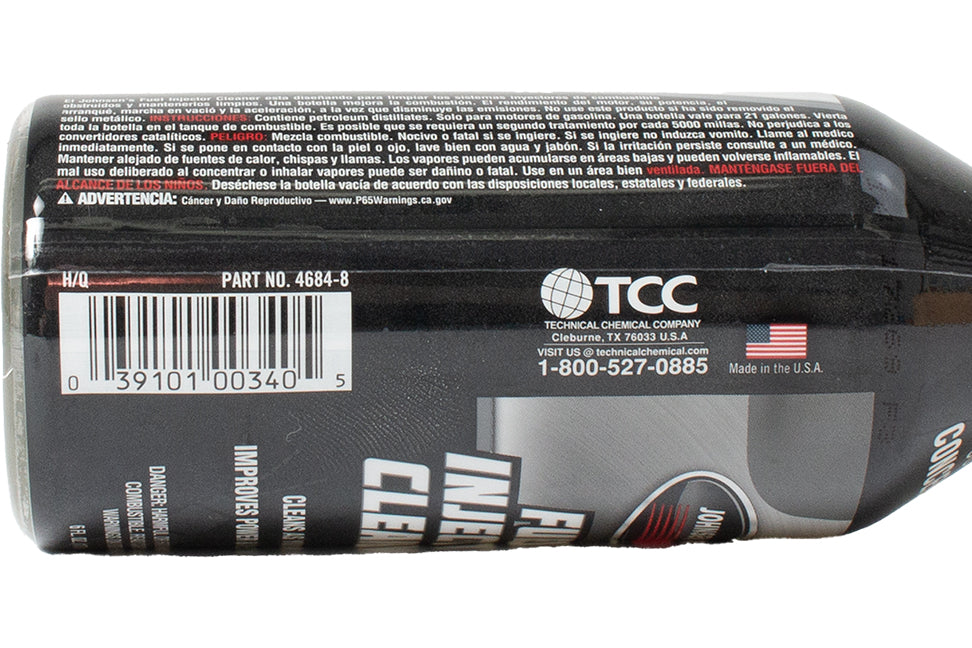 El Johnsen's Fuel Injector Cleaner esta diseñando para limpiar los sistemas inyectores de combustible
obstruidos y mantenerlos limpios. Una botella mejora la combustión. El rendimiento del motor, su potencia, el
arranqué, marcha en vació y la aceleración, a la vez que disminuye las emisiones. No use este producto si ha sido removido el
sello metálico. INSTRUCCIONES: Contiene petroleum distillates. Solo para motores de gasolina. Una botella vale para 21 galones. Vierta
toda la botella en el tanque de combustible. Es posible que se requiera un segundo tratamiento por cada 5000 millas. No perjudica a los
convertidores catalíticos. PELIGRO: Mezcla combustible. Nocivo o fatal si se ingiere. Si se ingiere no induzca vomito. Llame al medico
inmediatamente. Si se pone en contacto con la piel o ojo, lave bien con agua y jabón. Si la irritación persiste consulte a un médico.
Mantener alejado de fuentes de calor, chispas y llamas. Los vapores pueden acumularse en áreas bajas y pueden volverse inflamables. El
mal uso deliberado al concentrar o inhalar vapores puede ser dañino o fatal. Use en un área bien ventilada. MANTÉNGASE FUERA DEL
ALCANCE DE LOS NIÑOS. Deséchese la botella vacía de acuerdo con las disposiciones locales, estatales y federales.
ADVERTENCIA: Cáncer y Daño Reproductivo — www.P65Warnings.ca.gov
H/Q PART NO. 4684-8
0 39101 00340 5
TCC
TECHNICAL CHEMICAL COMPANY
Cleburne, TX 76033 U.S.A
VISIT US @ technicalchemical.com
1-800-527-0885
Made in the U.S.A.
IMPROVES
CLEANS
DANGER:
6 FL